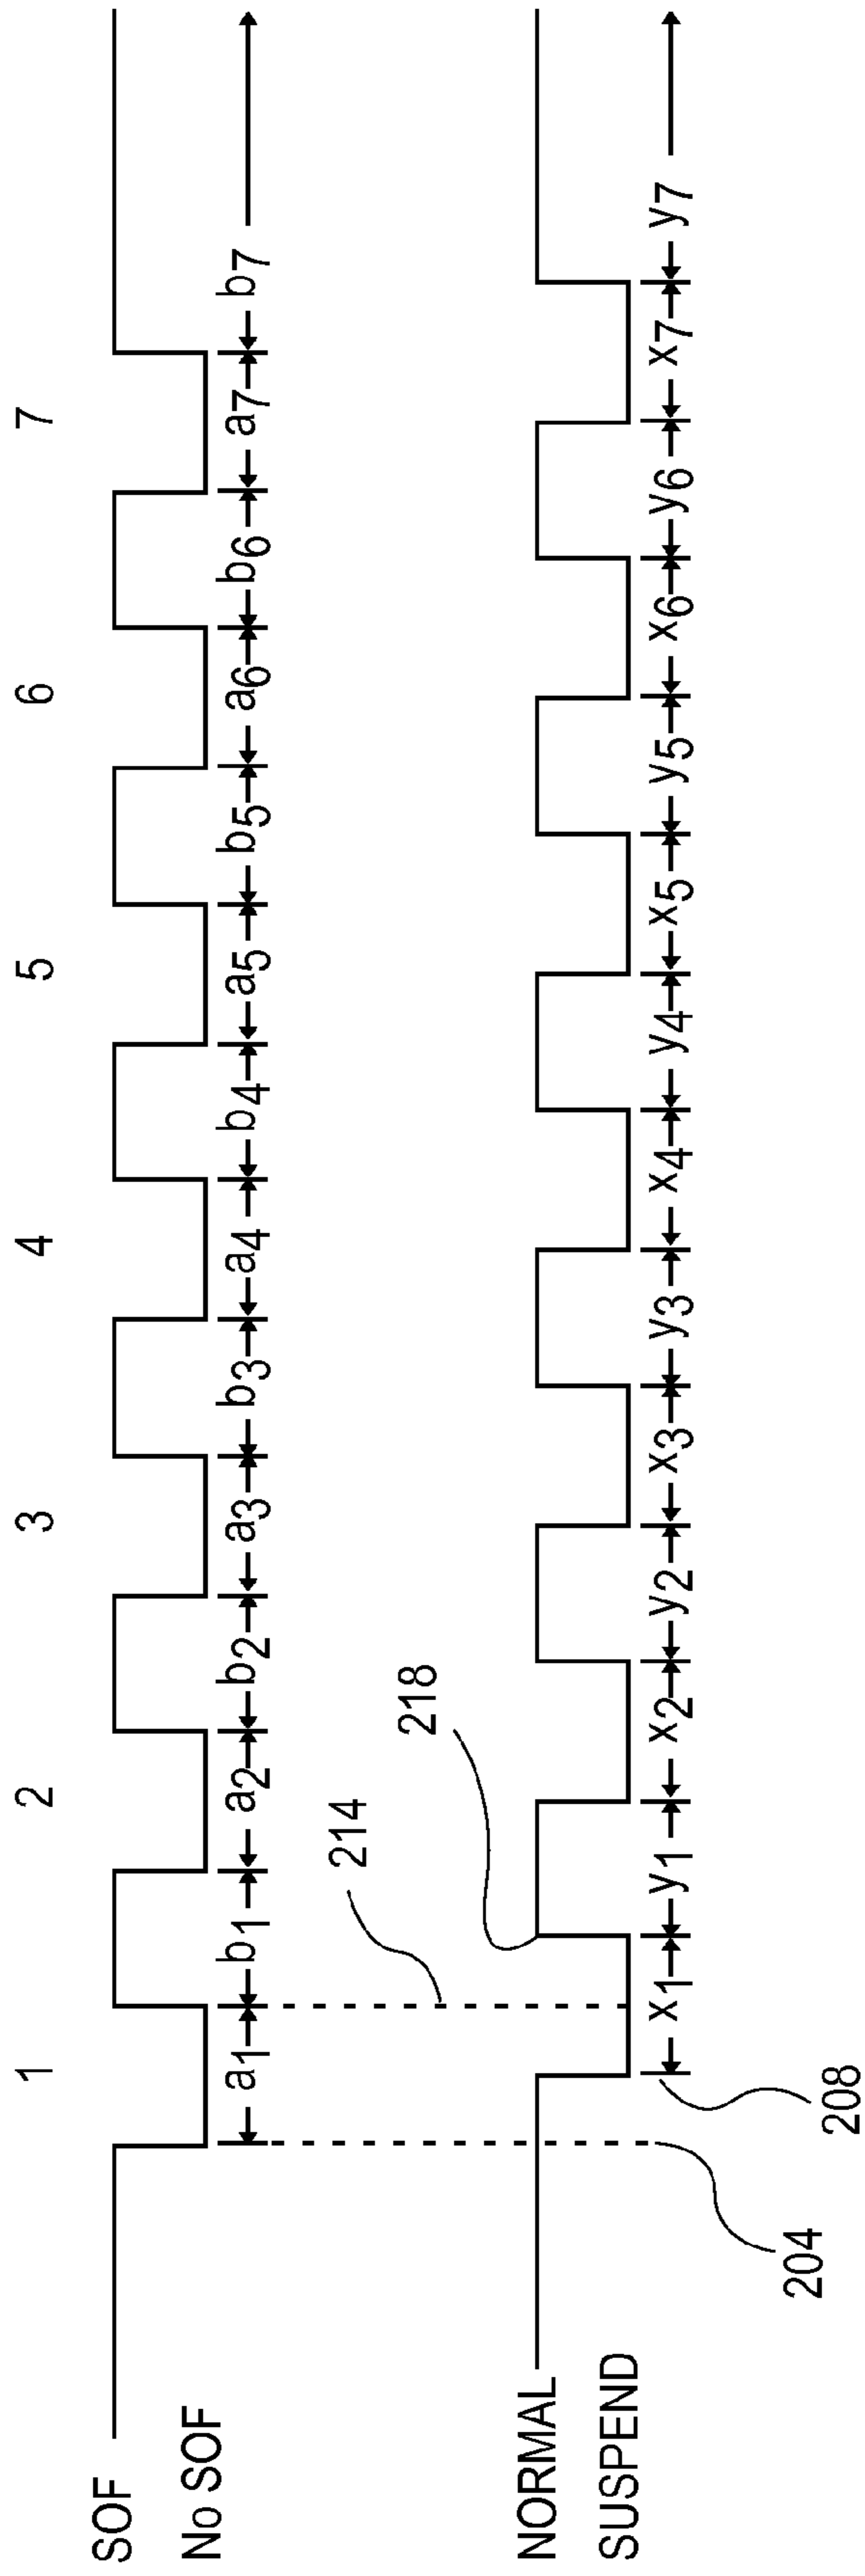 1 2 3 4 5 6 7
SOF
No SOF
a1 b1 a2 b2 a3 b3 a4 b4 a5 b5 a6 b6 a7 b7
214
218
NORMAL
SUSPEND
x1 y1 x2 y2 x3 y3 x4 y4 x5 y5 x6 y6 x7 y7
204
208